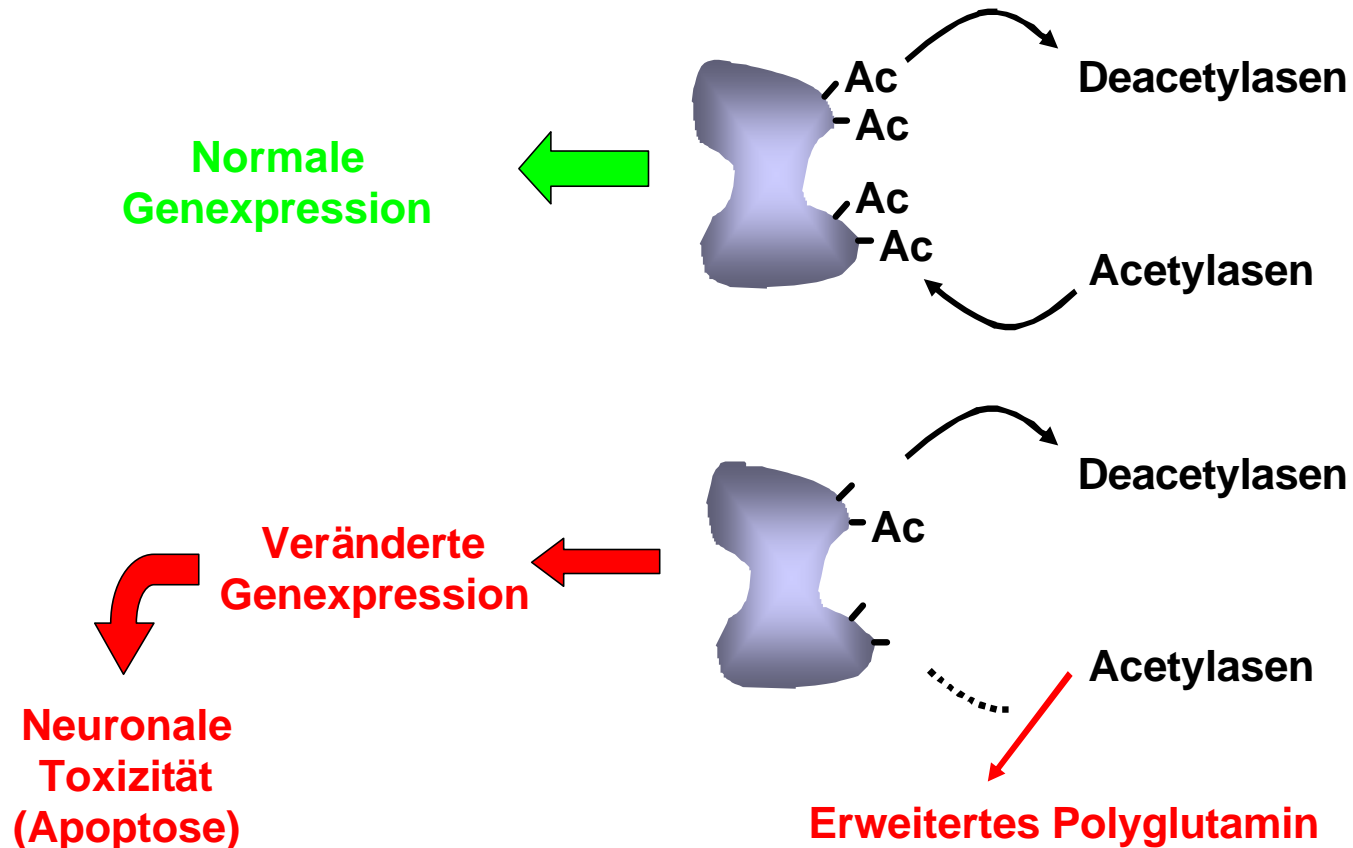 Ac
Deacetylasen
Ac
Normale
Genexpression
Ac
Ac
Acetylasen
Deacetylasen
Ac
Veränderte
Genexpression
Acetylasen
Neuronale
Toxizität
(Apoptose)
Erweitertes Polyglutamin